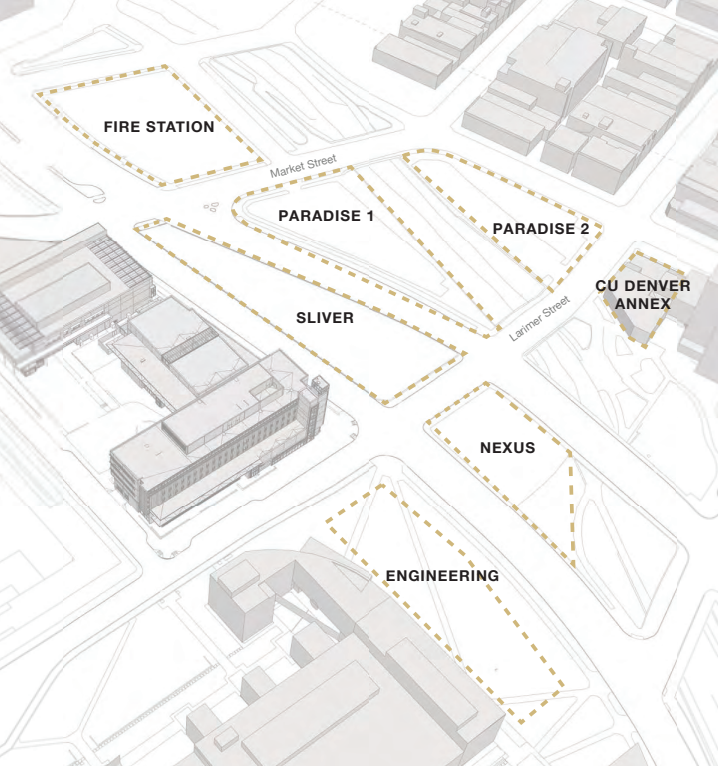 FIRE STATION
Market Street
PARADISE 1
PARADISE 2
CU DENVER
ANNEX
SLIVER
Larimer Street
NEXUS
ENGINEERING